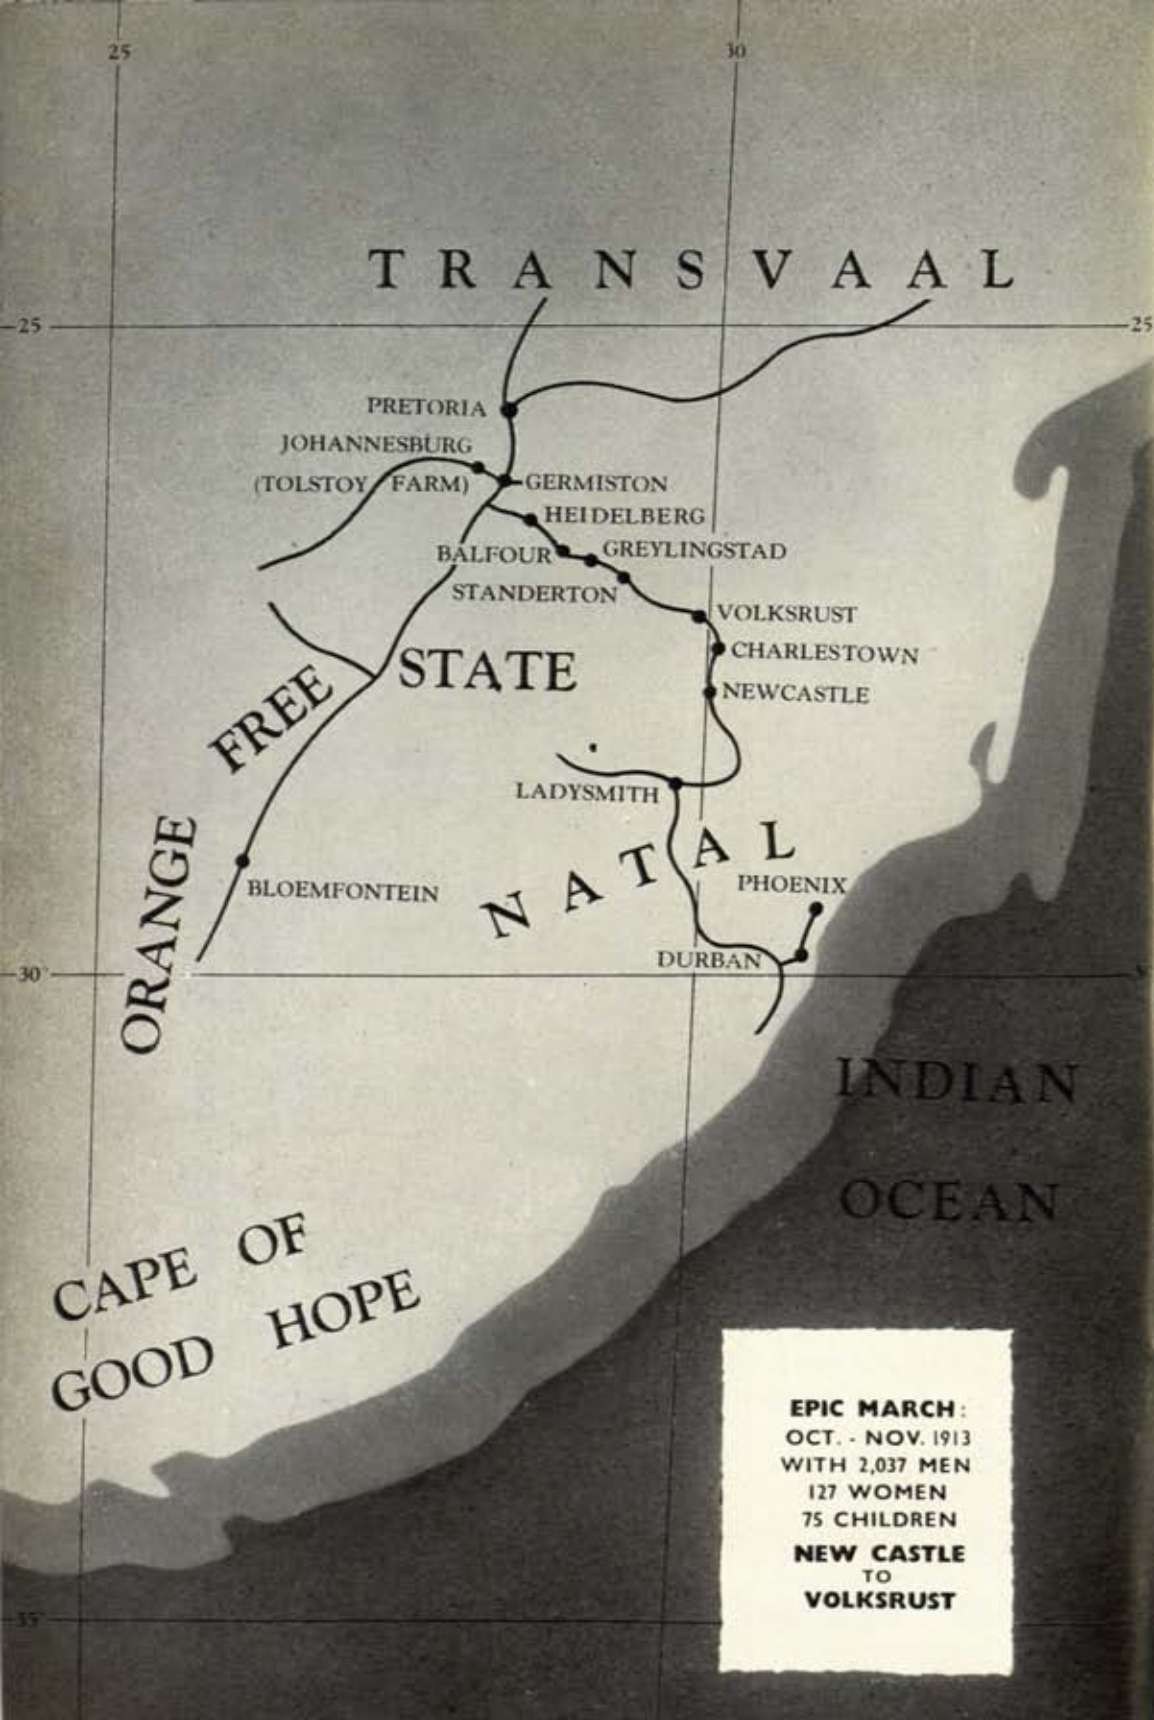 25 30
TRANSVAAL
25 25
PRETORIA
JOHANNESBURG
(TOLSTOY FARM) GERMISTON
HEIDELBERG
BALFOUR GREYLINGSTAD
STANDERTON
VOLKSRUST
CHARLESTOWN
NEWCASTLE
ORANGE FREE STATE
LADYSMITH
NATAL
PHOENIX
BLOEMFONTEIN
DURBAN
30°
INDIAN
OCEAN
CAPE OF
GOOD HOPE
EPIC MARCH:
OCT. - NOV. 1913
WITH 2,037 MEN
127 WOMEN
75 CHILDREN
NEW CASTLE
TO
VOLKSRUST
35°